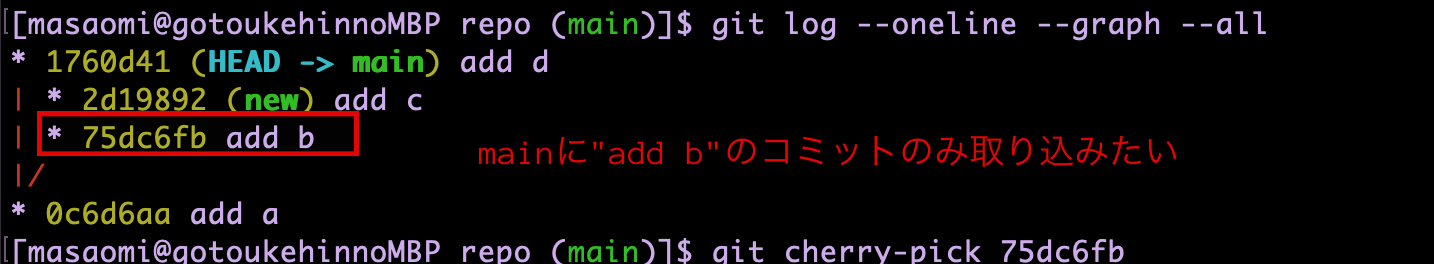 [masaomi@gotoukehinnoMBP repo (main)]$ git log --oneline --graph --all
* 1760d41 (HEAD -> main) add d
| * 2d19892 (new) add c
| * 75dc6fb add b
mainに"add b"のコミットのみ取り込みたい
|/
* 0c6d6aa add a
[masaomi@gotoukehinnoMBP repo (main)]$ git cherry-pick 75dc6fb